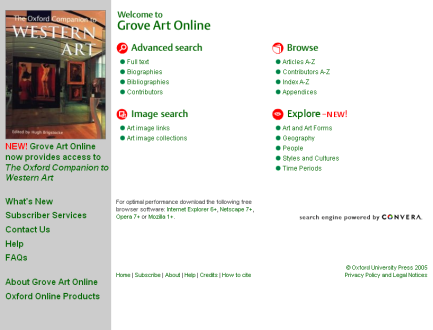 The Oxford Companion to
WESTERN
ART
Edited by Hugh Brigstocke
NEW! Grove Art Online
now provides access to
The Oxford Companion to
Western Art
What's New
Subscriber Services
Contact Us
Help
FAQs
About Grove Art Online
Oxford Online Products
Welcome to
Grove Art Online
Advanced search
Full text
Biographies
Bibliographies
Contributors
Browse
Articles A-Z
Contributors A-Z
Index A-Z
Appendices
Image search
Art image links
Art image collections
Explore -NEW!
Art and Art Forms
Geography
People
Styles and Cultures
Time Periods
For optimal performance download the following free
browser software: Internet Explorer 6+, Netscape 7+,
Opera 7+ or Mozilla 1+.
search engine powered by CONVERA.
Home | Subscribe | About | Help | Credits | How to cite
© Oxford University Press 2005
Privacy Policy and Legal Notices